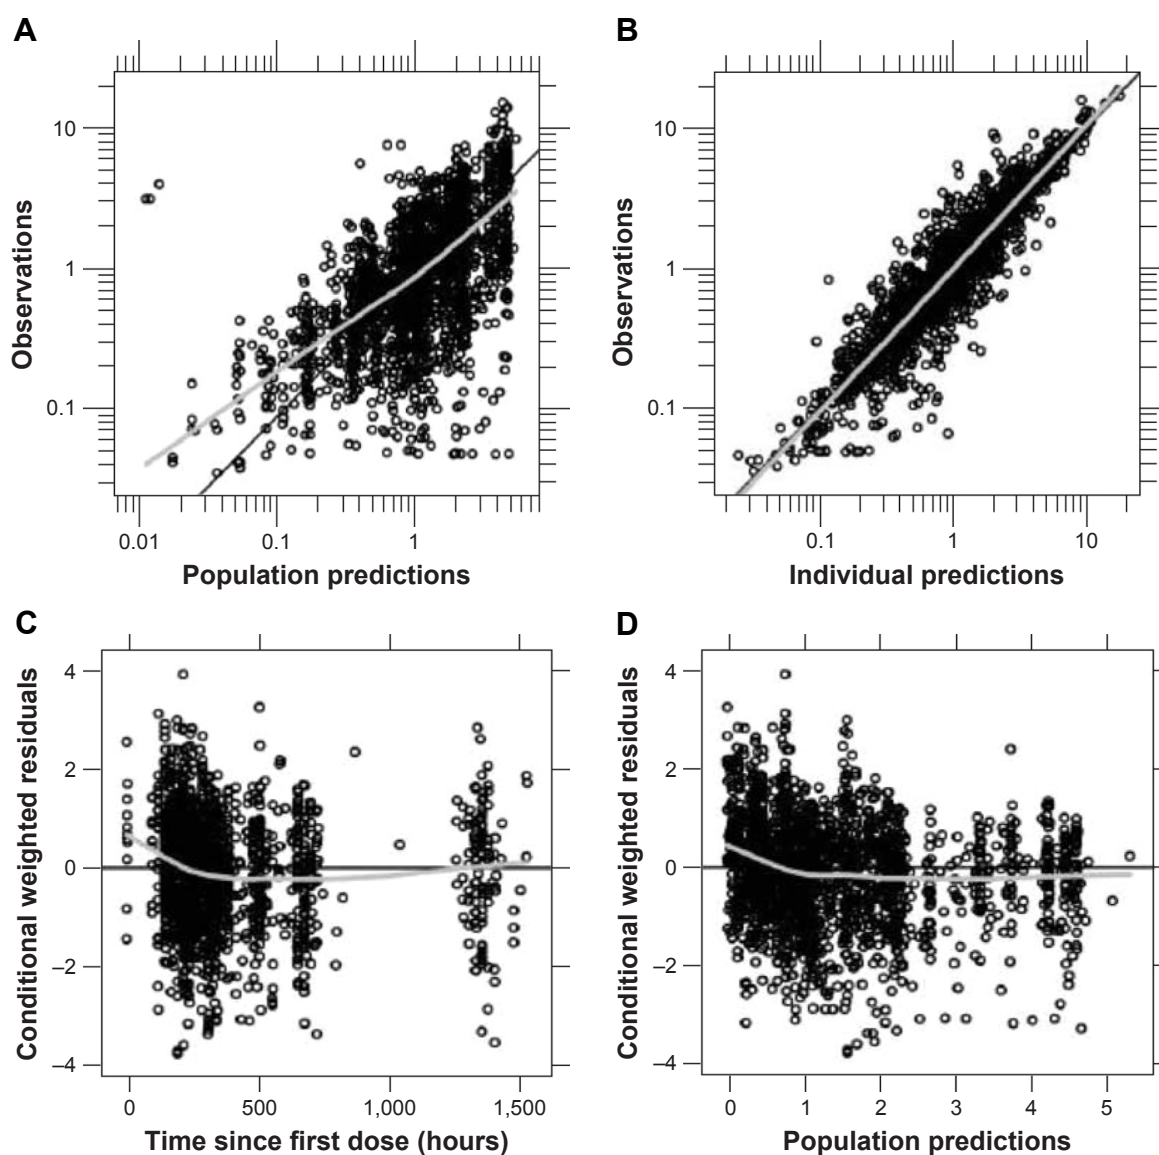 A
B
Observations
10
1
0.1
0.01
0.1
1
Population predictions
Observations
10
1
0.1
0.1
1
10
Individual predictions
C
D
Conditional weighted residuals
4
2
0
–2
–4
0
500
1,000
1,500
Time since first dose (hours)
Conditional weighted residuals
4
2
0
–2
–4
0
1
2
3
4
5
Population predictions